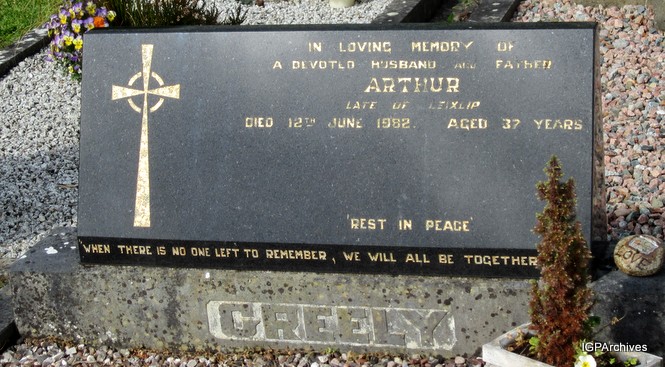 IN LOVING MEMORY OF
A DEVOTED HUSBAND AND FATHER
ARTHUR
LATE OF LEIXLIP
DIED 12TH JUNE 1982. AGED 37 YEARS
'REST IN PEACE'
WHEN THERE IS NO ONE LEFT TO REMEMBER, WE WILL ALL BE TOGETHER
GREELY
IGPArchives